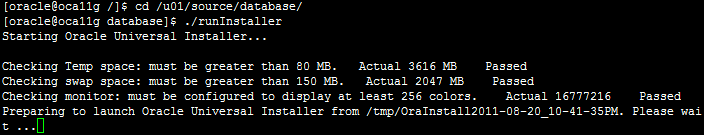 [oracle@oca11g /]$ cd /u01/source/database/
[oracle@oca11g database]$ ./runInstaller
Starting Oracle Universal Installer...
Checking Temp space: must be greater than 80 MB.   Actual 3616 MB    Passed
Checking swap space: must be greater than 150 MB.   Actual 2047 MB    Passed
Checking monitor: must be configured to display at least 256 colors.    Actual 16777216    Passed
Preparing to launch Oracle Universal Installer from /tmp/OraInstall2011-08-20_10-41-35PM. Please wai
t ...